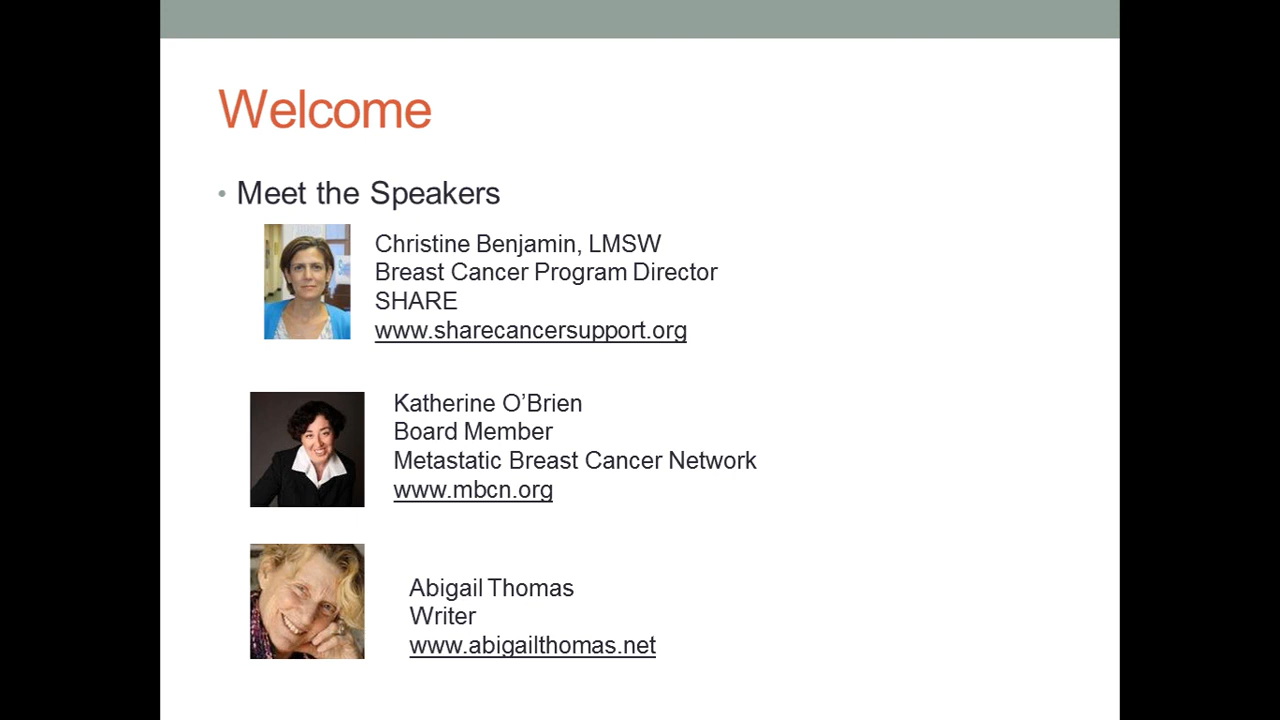 Welcome
• Meet the Speakers
Christine Benjamin, LMSW
Breast Cancer Program Director
SHARE
www.sharecancersupport.org
Katherine O’Brien
Board Member
Metastatic Breast Cancer Network
www.mbcn.org
Abigail Thomas
Writer
www.abigailthomas.net